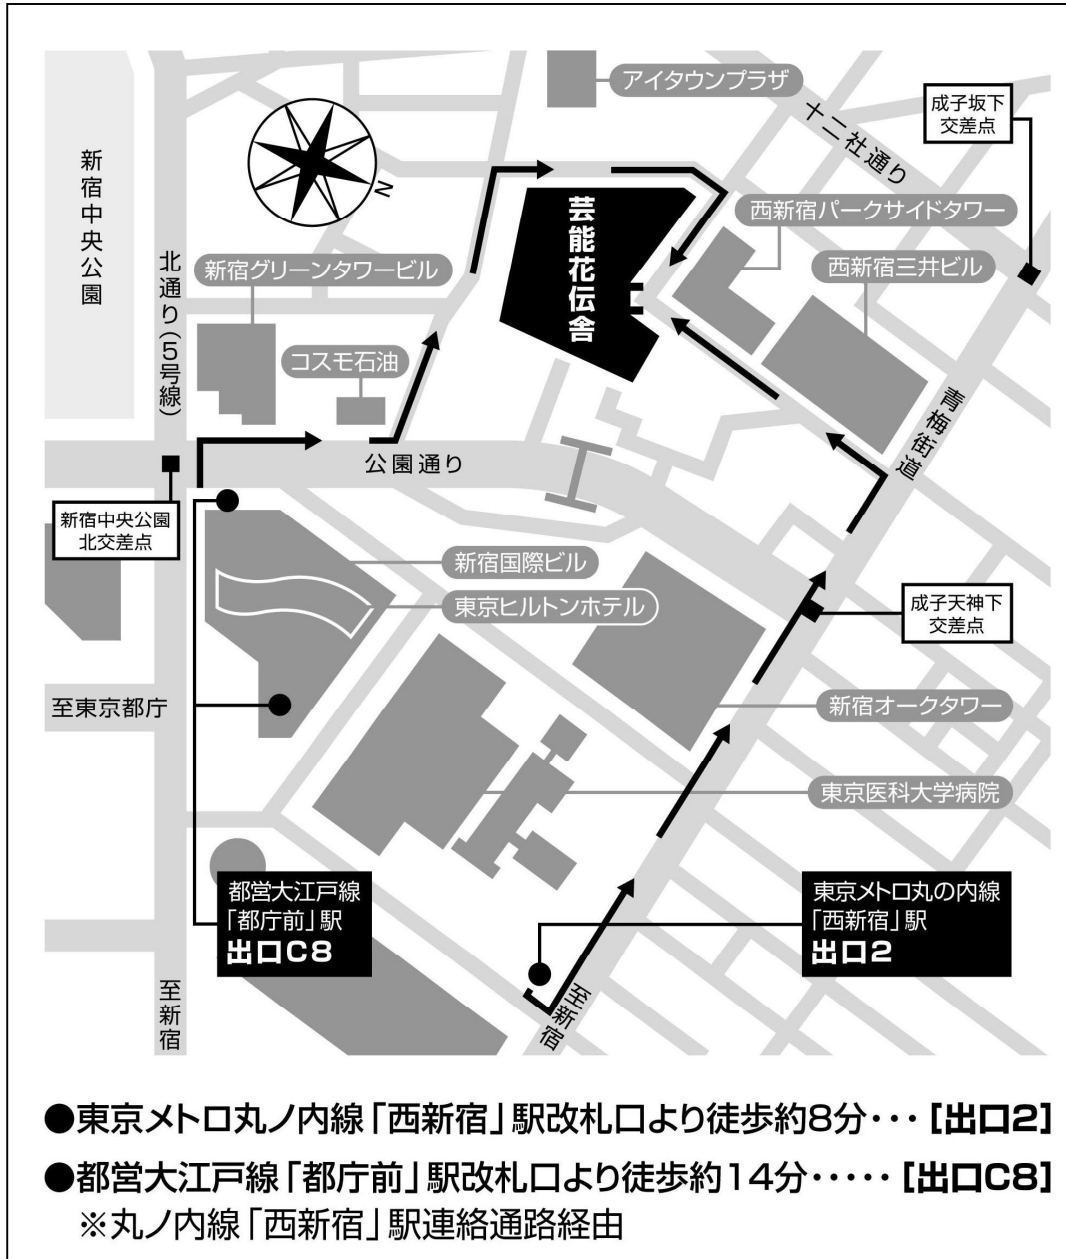 アイタウンプラザ
成子坂下
交差点
十二社通り
新宿中央公園
N
芸能花伝舎
西新宿パークサイドタワー
北通り(5号線)
新宿グリーンタワービル
西新宿三井ビル
コスモ石油
青梅街道
公園通り
新宿中央公園
北交差点
新宿国際ビル
東京ヒルトンホテル
成子天神下
交差点
至東京都庁
新宿オークタワー
東京医科大学病院
都営大江戸線
「都庁前」駅
出口C8
東京メトロ丸の内線
「西新宿」駅
出口2
至新宿
至新宿
●東京メトロ丸ノ内線「西新宿」駅改札口より徒歩約8分・・・[出口2]
●都営大江戸線「都庁前」駅改札口より徒歩約14分・・・・・[出口C8]
※丸ノ内線「西新宿」駅連絡通路経由